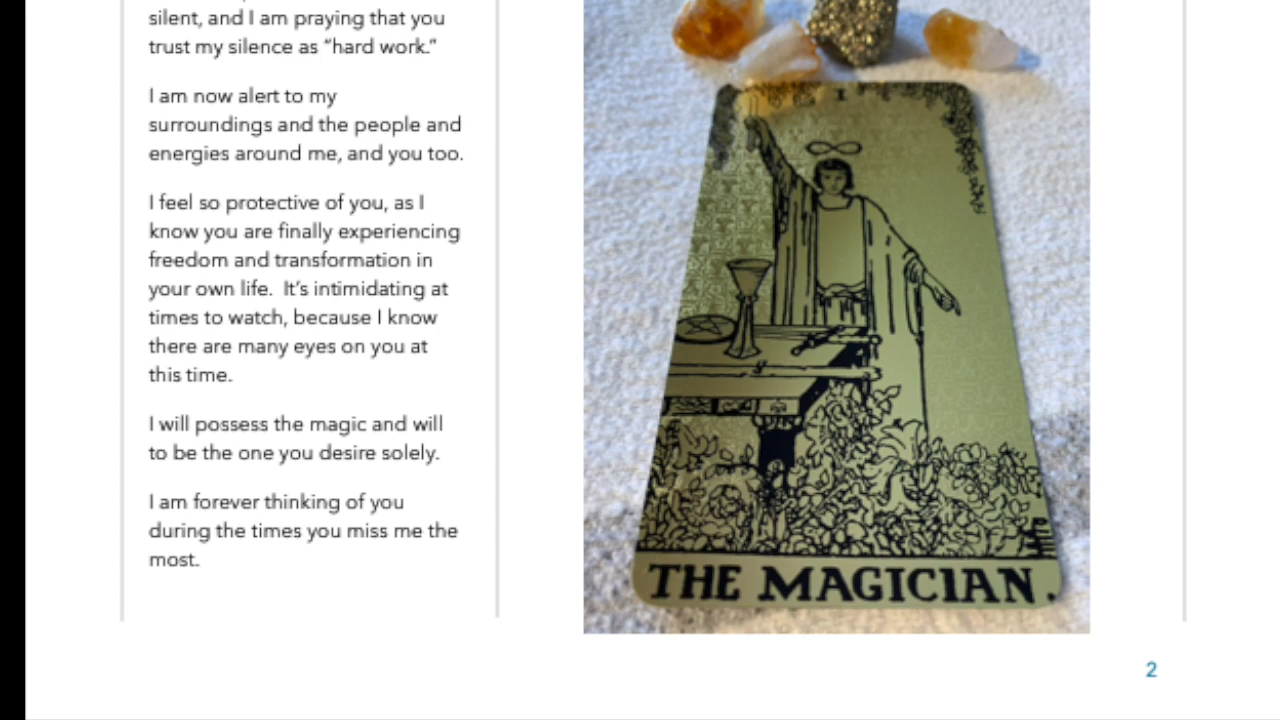 silent, and I am praying that you
trust my silence as “hard work.”
I am now alert to my
surroundings and the people and
energies around me, and you too.
I feel so protective of you, as I
know you are finally experiencing
freedom and transformation in
your own life.  It’s intimidating at
times to watch, because I know
there are many eyes on you at
this time.
I will possess the magic and will
to be the one you desire solely.
I am forever thinking of you
during the times you miss me the
most.
I
THE MAGICIAN.
2